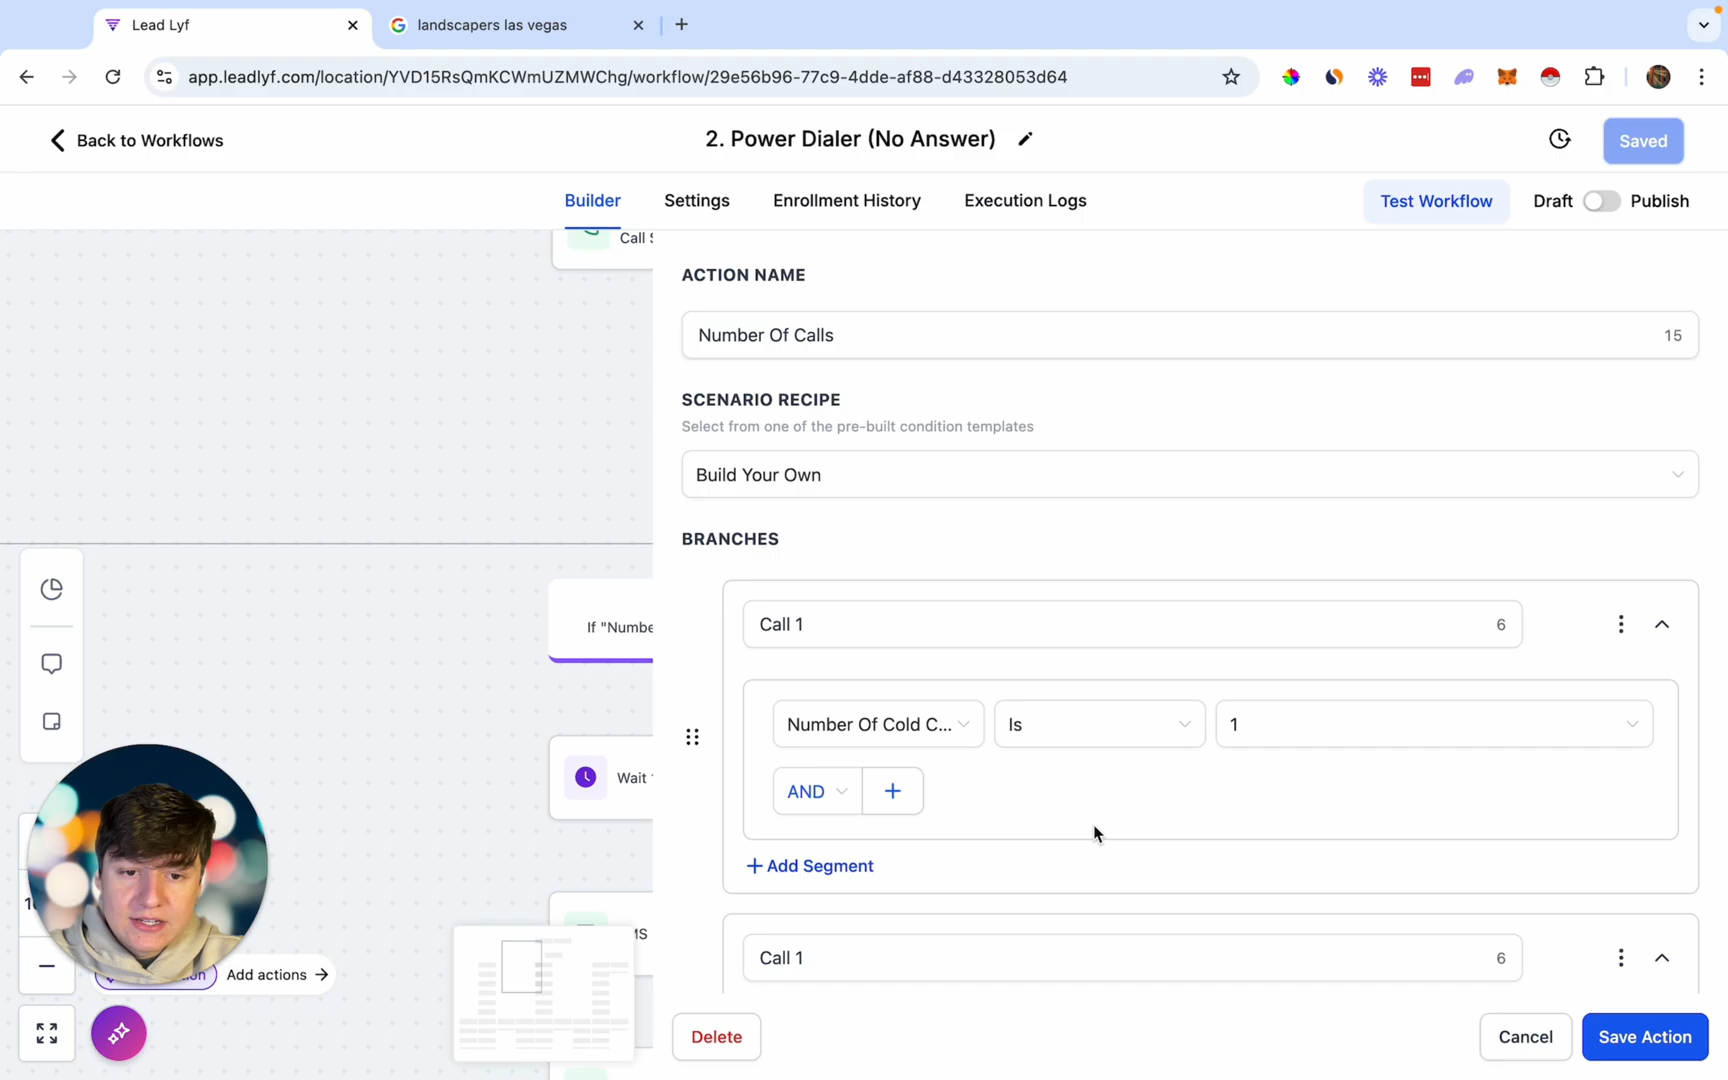 Lead Lyf
landscapers las vegas
app.leadlyf.com/location/YVD15RsQmKCWmUZMWChg/workflow/29e56b96-77c9-4dde-af88-d43328053d64
Back to Workflows
2. Power Dialer (No Answer)
Saved
Builder
Settings
Enrollment History
Execution Logs
Test Workflow
Draft
Publish
Call
ACTION NAME
Number Of Calls
15
SCENARIO RECIPE
Select from one of the pre-built condition templates
Build Your Own
BRANCHES
Call 1
6
If "Numbe
Number Of Cold C...
Is
1
Wait
AND
+ Add Segment
MS
Call 1
6
Add actions →
Delete
Cancel
Save Action